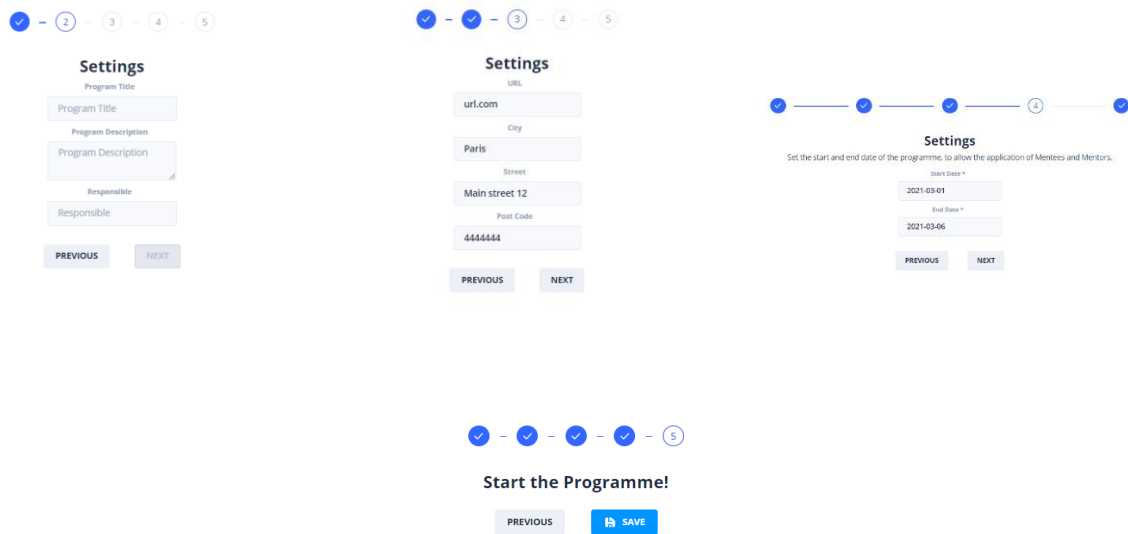 2 3 4 5
Settings
Program Title
Program Title
Program Description
Program Description
Responsible
Responsible
PREVIOUS NEXT
3 4 5
Settings
URL
url.com
City
Paris
Street
Main street 12
Post Code
4444444
PREVIOUS NEXT
4
Settings
Set the start and end date of the programme, to allow the application of Mentees and Mentors.
Start Date *
2021-03-01
End Date *
2021-03-06
PREVIOUS NEXT
5
Start the Programme!
PREVIOUS SAVE